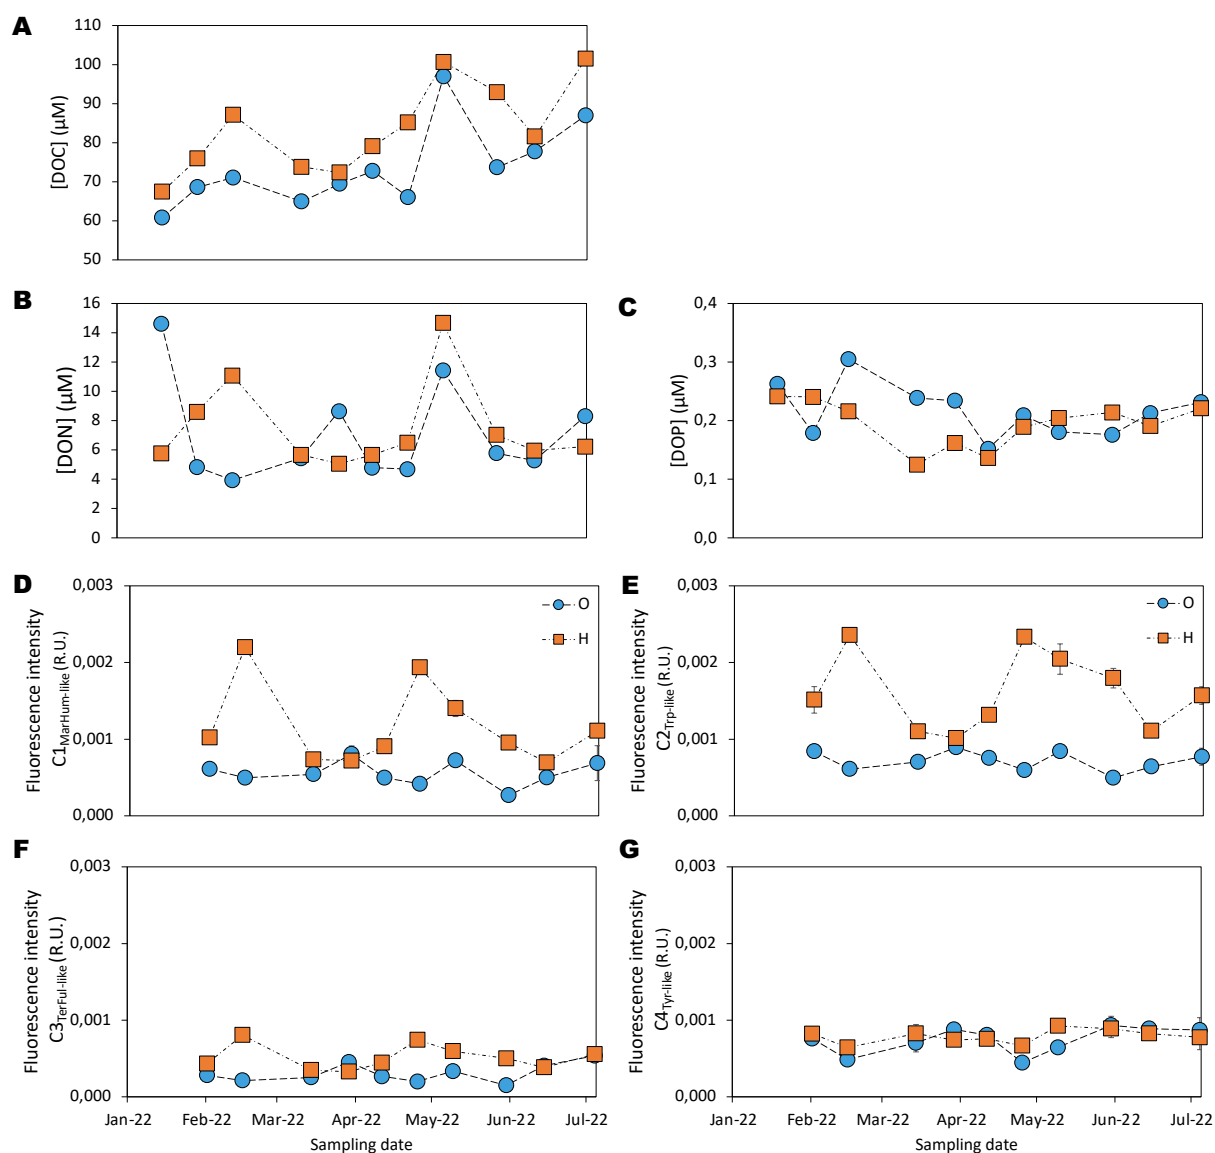 A
[DOC] (µM)
110
100
90
80
70
60
50
B
[DON] (µM)
16
14
12
10
8
6
4
2
0
C
[DOP] (µM)
0,4
0,3
0,2
0,1
0,0
D
Fluorescence intensity
C1MarHum-like (R.U.)
0,003
0,002
0,001
0,000
O
H
E
Fluorescence intensity
C2Trp-like (R.U.)
0,003
0,002
0,001
0,000
O
H
F
Fluorescence intensity
C3TerFul-like (R.U.)
0,003
0,002
0,001
0,000
Jan-22 Feb-22 Mar-22 Apr-22 May-22 Jun-22 Jul-22
Sampling date
G
Fluorescence intensity
C4Tyr-like (R.U.)
0,003
0,002
0,001
0,000
Jan-22 Feb-22 Mar-22 Apr-22 May-22 Jun-22 Jul-22
Sampling date